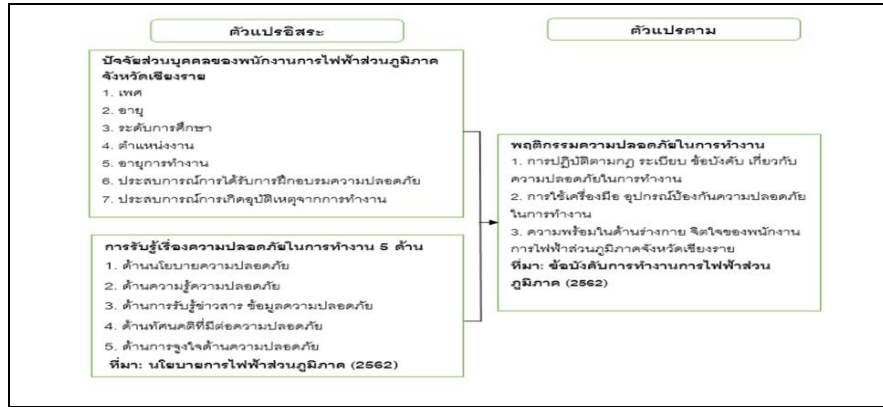 ตัวแปรอิสระ
ปัจจัยส่วนบุคคลของพนักงานการไฟฟ้าส่วนภูมิภาค
จังหวัดเชียงราย
1. เพศ
2. อายุ
3. ระดับการศึกษา
4. ตำแหน่งงาน
5. อายุการทำงาน
6. ประสบการณ์การได้รับการฝึกอบรมความปลอดภัย
7. ประสบการณ์การเกิดอุบัติเหตุจากการทำงาน
การรับรู้เรื่องความปลอดภัยในการทำงาน 5 ด้าน
1. ด้านนโยบายความปลอดภัย
2. ด้านความรู้ความปลอดภัย
3. ด้านการรับรู้ข่าวสาร ข้อมูลความปลอดภัย
4. ด้านทัศนคติที่มีต่อความปลอดภัย
5. ด้านการจูงใจด้านความปลอดภัย
ที่มา: นโยบายการไฟฟ้าส่วนภูมิภาค (2562)
ตัวแปรตาม
พฤติกรรมความปลอดภัยในการทำงาน
1. การปฏิบัติตามกฎ ระเบียบ ข้อบังคับ เกี่ยวกับ
ความปลอดภัยในการทำงาน
2. การใช้เครื่องมือ อุปกรณ์ป้องกันความปลอดภัย
ในการทำงาน
3. ความพร้อมในด้านร่างกาย จิตใจของพนักงาน
การไฟฟ้าส่วนภูมิภาคจังหวัดเชียงราย
ที่มา: ข้อบังคับการทำงานการไฟฟ้าส่วน
ภูมิภาค (2562)